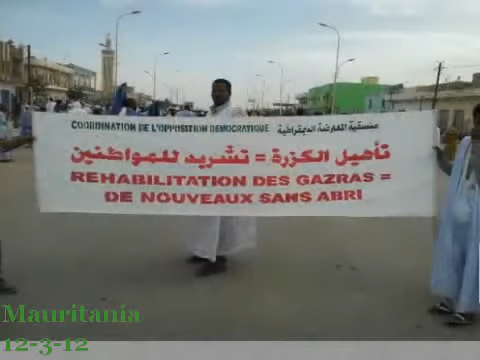 COORDINATION DE L'OPPOSITION DEMOCRATIQUE منسقية المعارضة الديمقراطية
تأهيل الكزرة = تشريد للمواطنين
REHABILITATION DES GAZRAS =
DE NOUVEAUX SANS ABRI
Mauritania
12-3-12